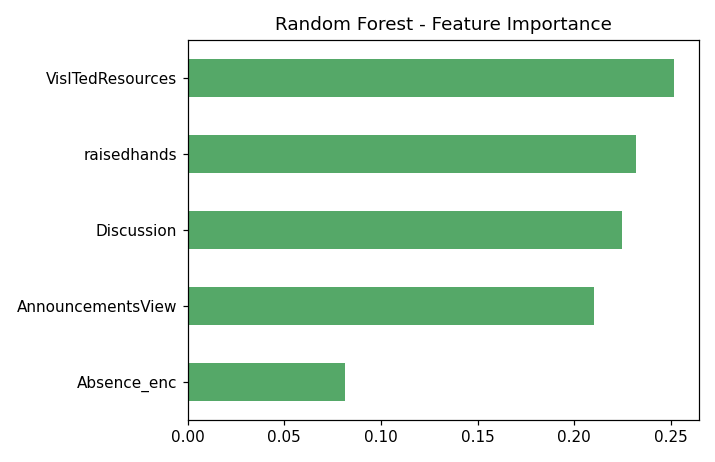 Random Forest - Feature Importance
VisITedResources
raisedhands
Discussion
AnnouncementsView
Absence_enc
0.00 0.05 0.10 0.15 0.20 0.25